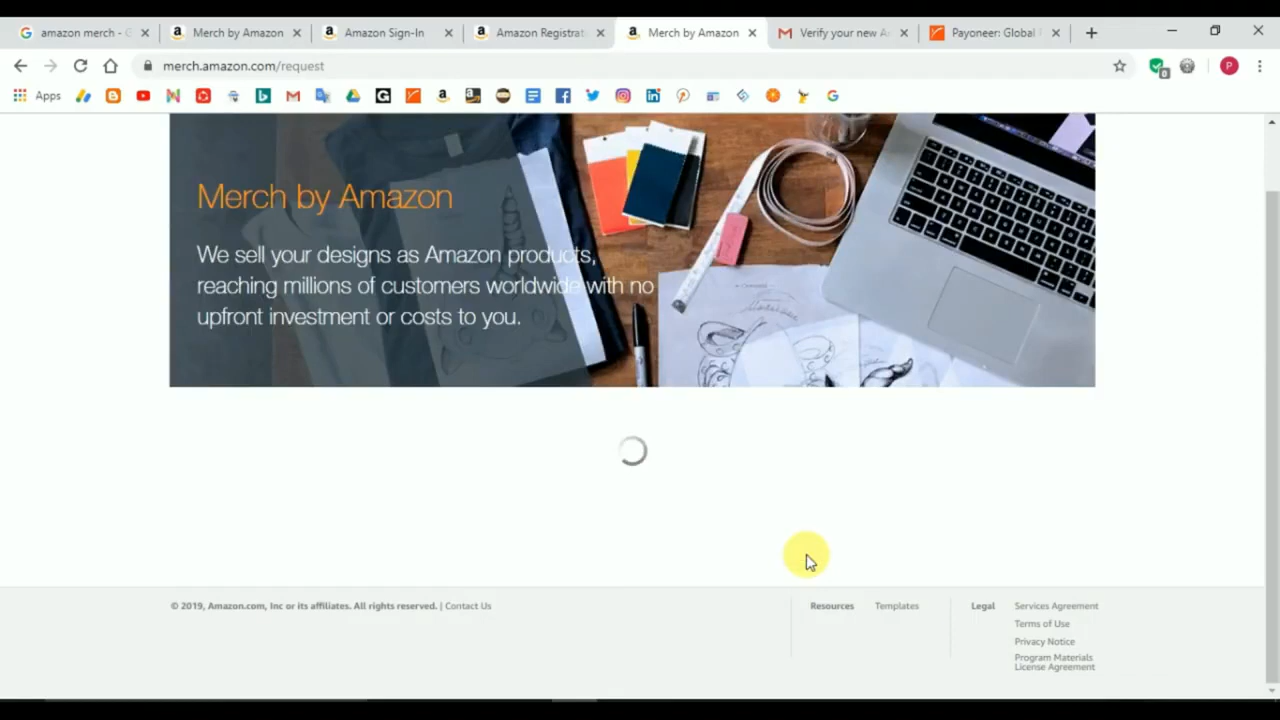 amazon merch - G
Merch by Amazon
Amazon Sign-In
Amazon Registrat
Merch by Amazon
Verify your new A
Payoneer: Global
merch.amazon.com/request
P
Apps
Merch by Amazon
We sell your designs as Amazon products,
reaching millions of customers worldwide with no
upfront investment or costs to you.
© 2019, Amazon.com, Inc or its affiliates. All rights reserved. | Contact Us
Resources
Templates
Legal
Services Agreement
Terms of Use
Privacy Notice
Program Materials
License Agreement